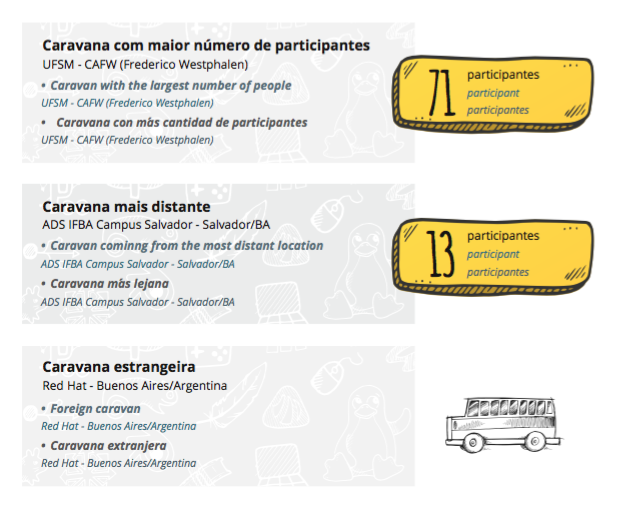 Caravana com maior número de participantes
UFSM - CAFW (Frederico Westphalen)
• Caravan with the largest number of people
UFSM - CAFW (Frederico Westphalen)
• Caravana con más cantidad de participantes
UFSM - CAFW (Frederico Westphalen)
71
participantes
participant
participantes
Caravana mais distante
ADS IFBA Campus Salvador - Salvador/BA
• Caravan cominng from the most distant location
ADS IFBA Campus Salvador - Salvador/BA
• Caravana más lejana
ADS IFBA Campus Salvador - Salvador/BA
13
participantes
participant
participantes
Caravana estrangeira
Red Hat - Buenos Aires/Argentina
• Foreign caravan
Red Hat - Buenos Aires/Argentina
• Caravana extranjera
Red Hat - Buenos Aires/Argentina